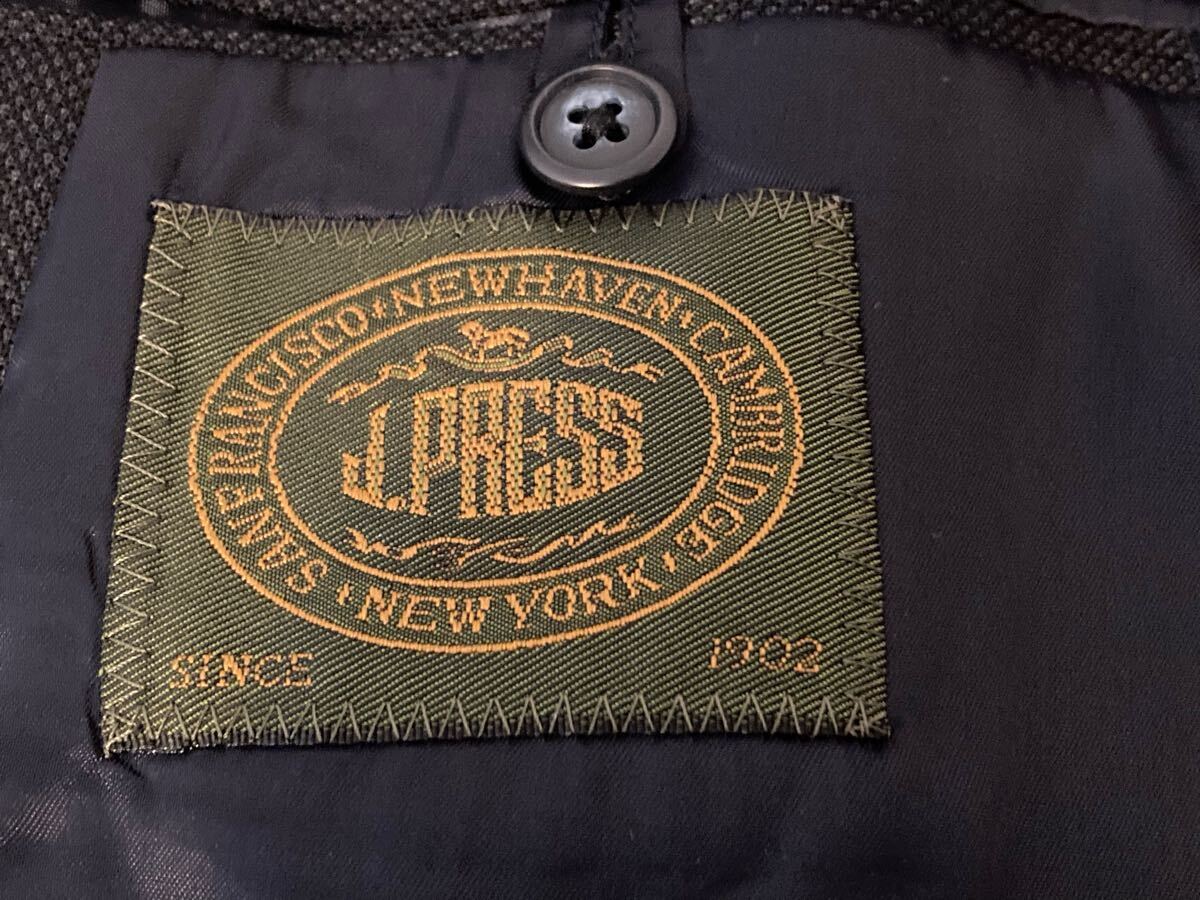 SAN FRANCISCO · NEW HAVEN · CAMBRIDGE · NEW YORK ·
J.PRESS
SINCE 1902